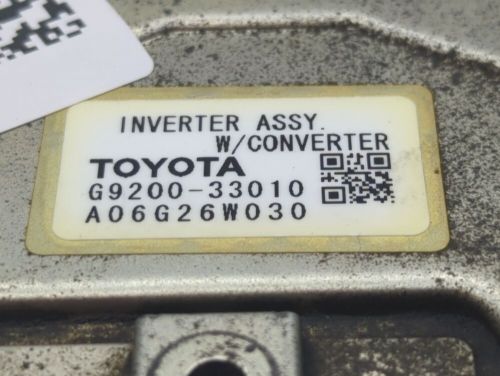 INVERTER ASSY.
W/CONVERTER
TOYOTA
G9200-33010
A06G26W030